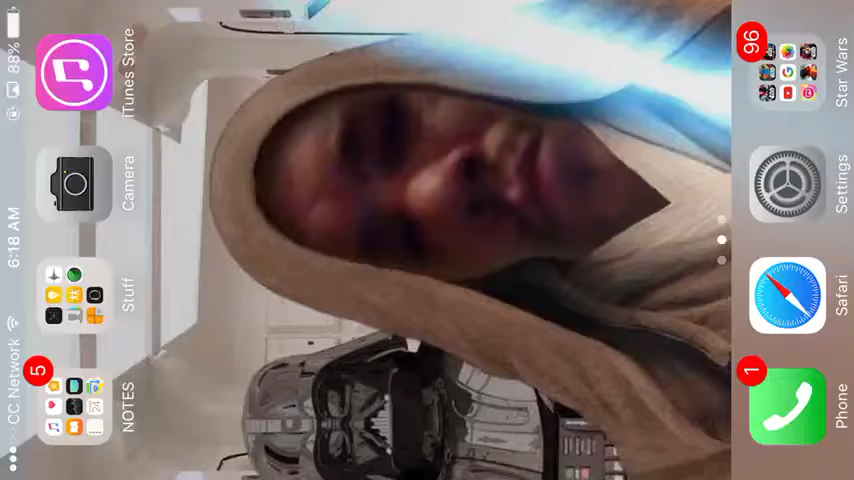 CC Network 6:18 AM 88%
5
NOTES Stuff Camera iTunes Store
1 96
Phone Safari Settings Star Wars